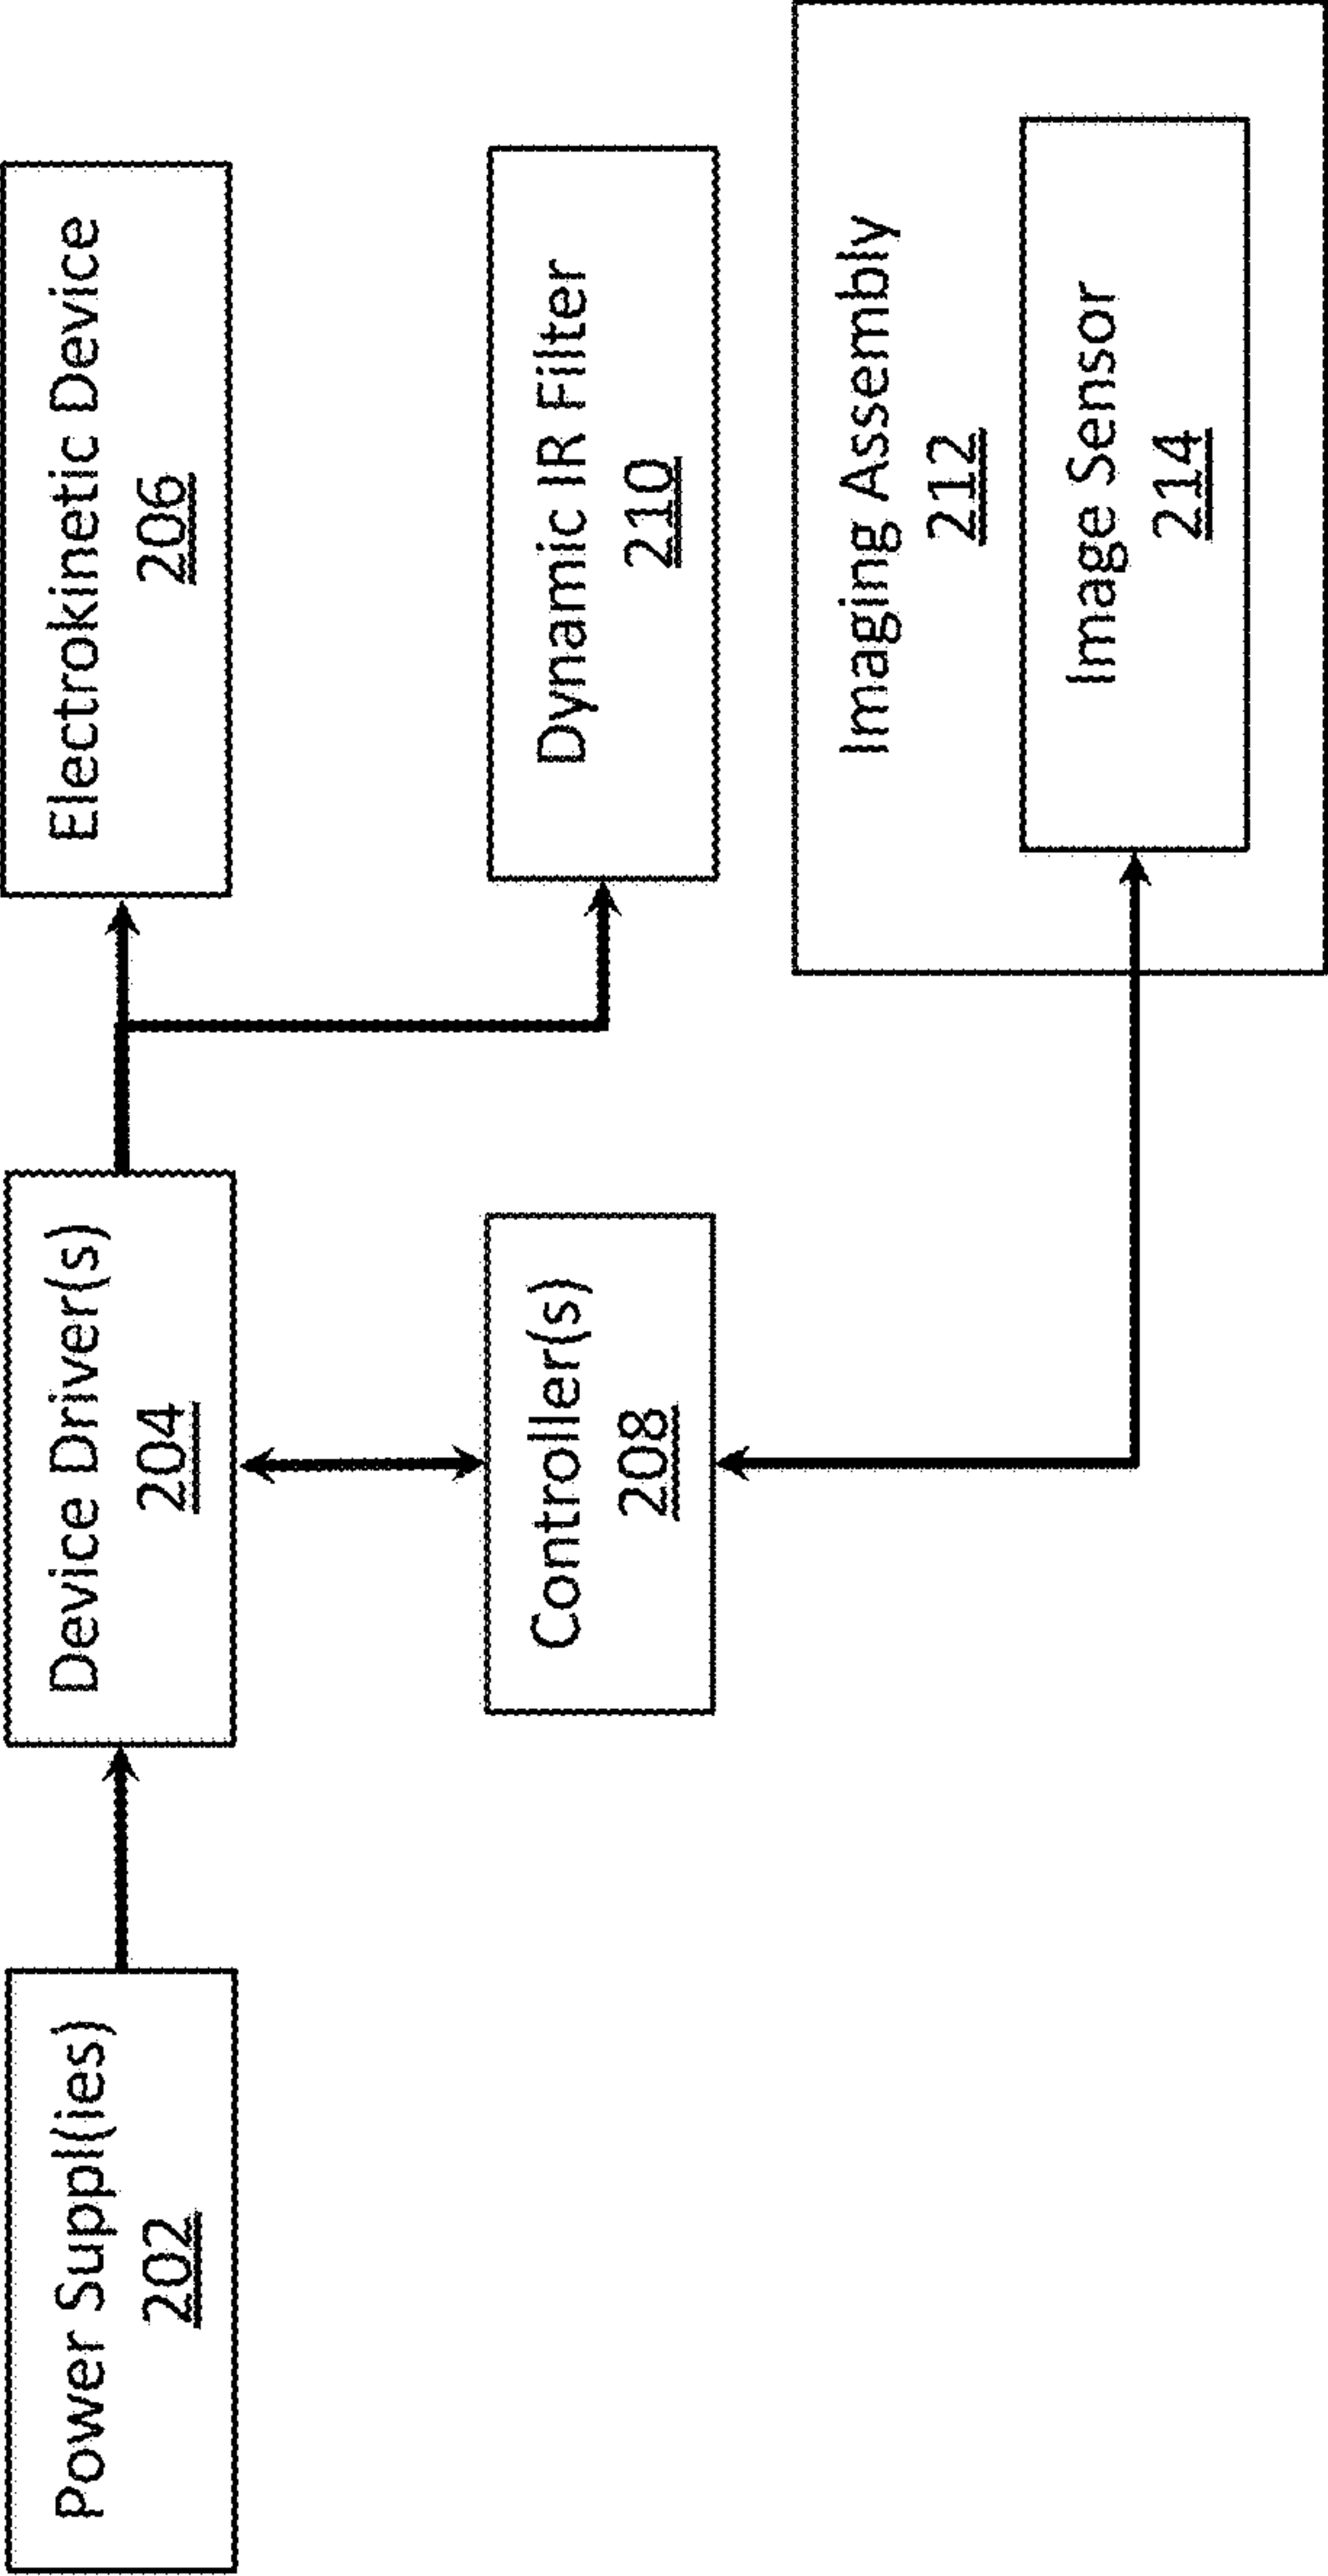 Power Suppl(ies)
202
Device Driver(s)
204
Electrokinetic Device
206
Controller(s)
208
Dynamic IR Filter
210
Imaging Assembly
212
Image Sensor
214